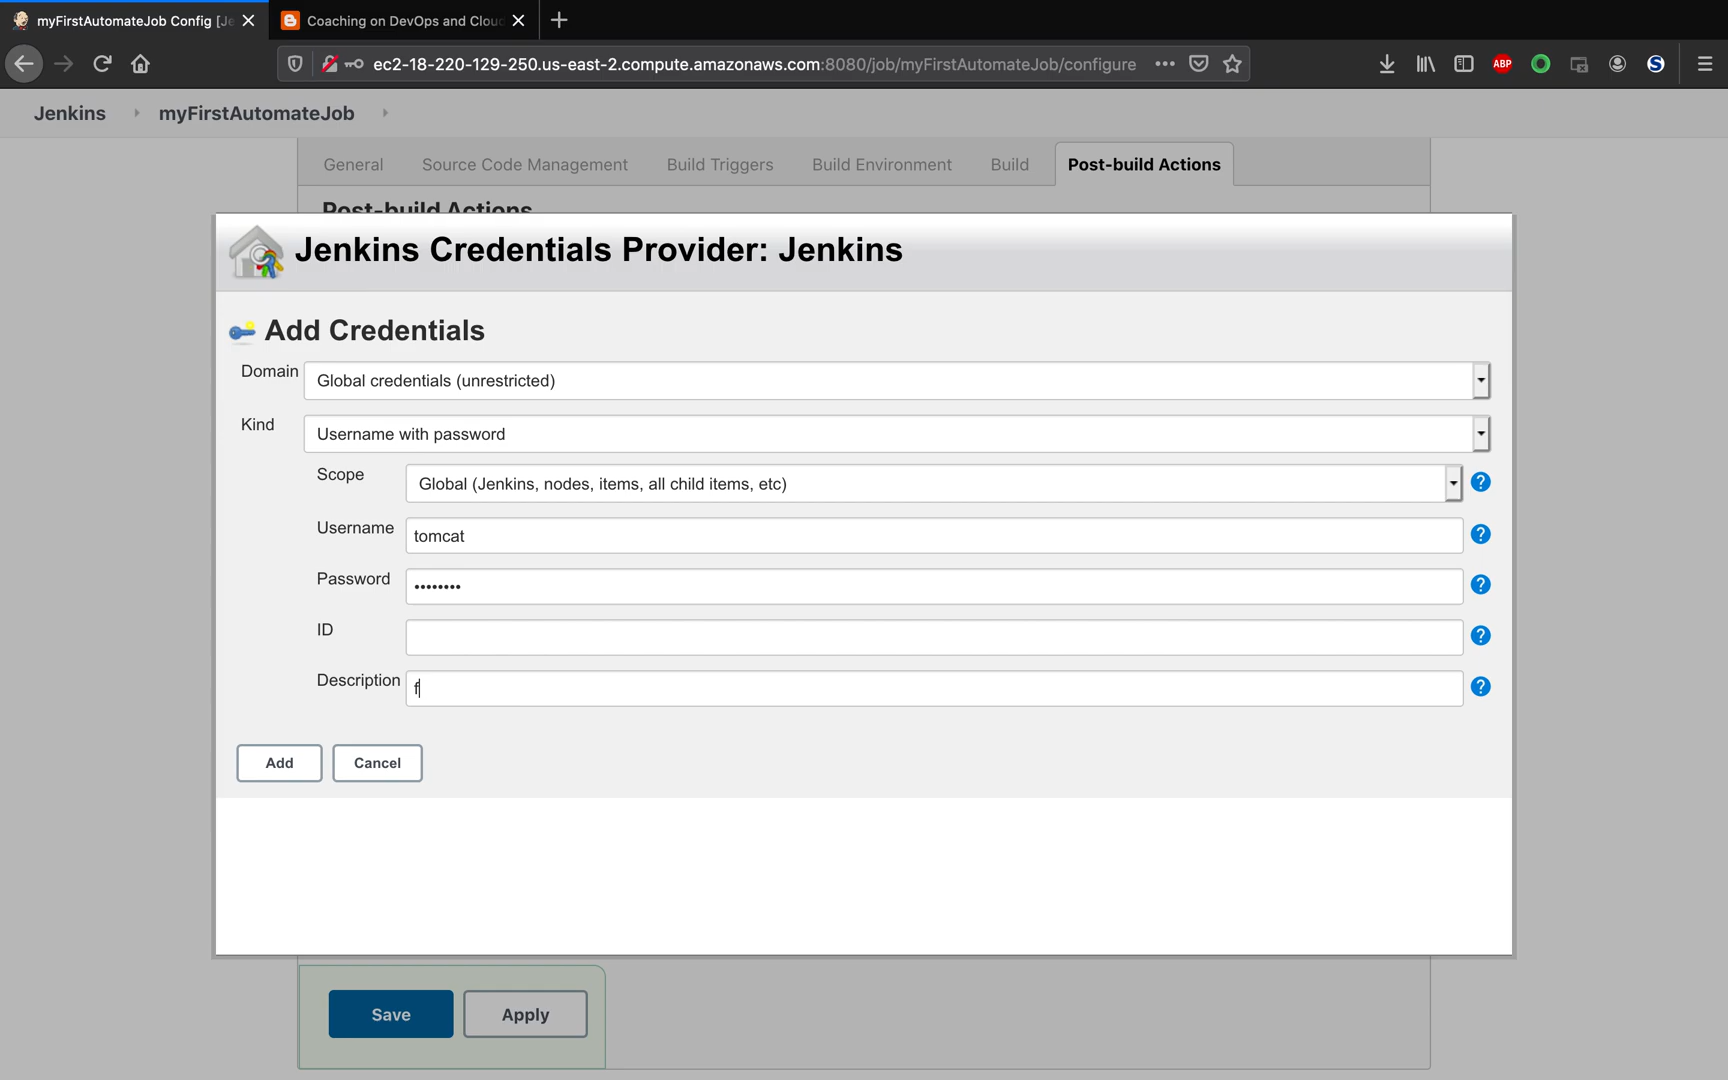 myFirstAutomateJob Config [Je
Coaching on DevOps and Clou
ec2-18-220-129-250.us-east-2.compute.amazonaws.com:8080/job/myFirstAutomateJob/configure
ABP
S
Jenkins
myFirstAutomateJob
General
Source Code Management
Build Triggers
Build Environment
Build
Post-build Actions
Post-build Actions
Jenkins Credentials Provider: Jenkins
Add Credentials
Domain
Global credentials (unrestricted)
Kind
Username with password
Scope
Global (Jenkins, nodes, items, all child items, etc)
?
Username
tomcat
?
Password
••••••••
?
ID
?
Description
f
?
Add
Cancel
Save
Apply